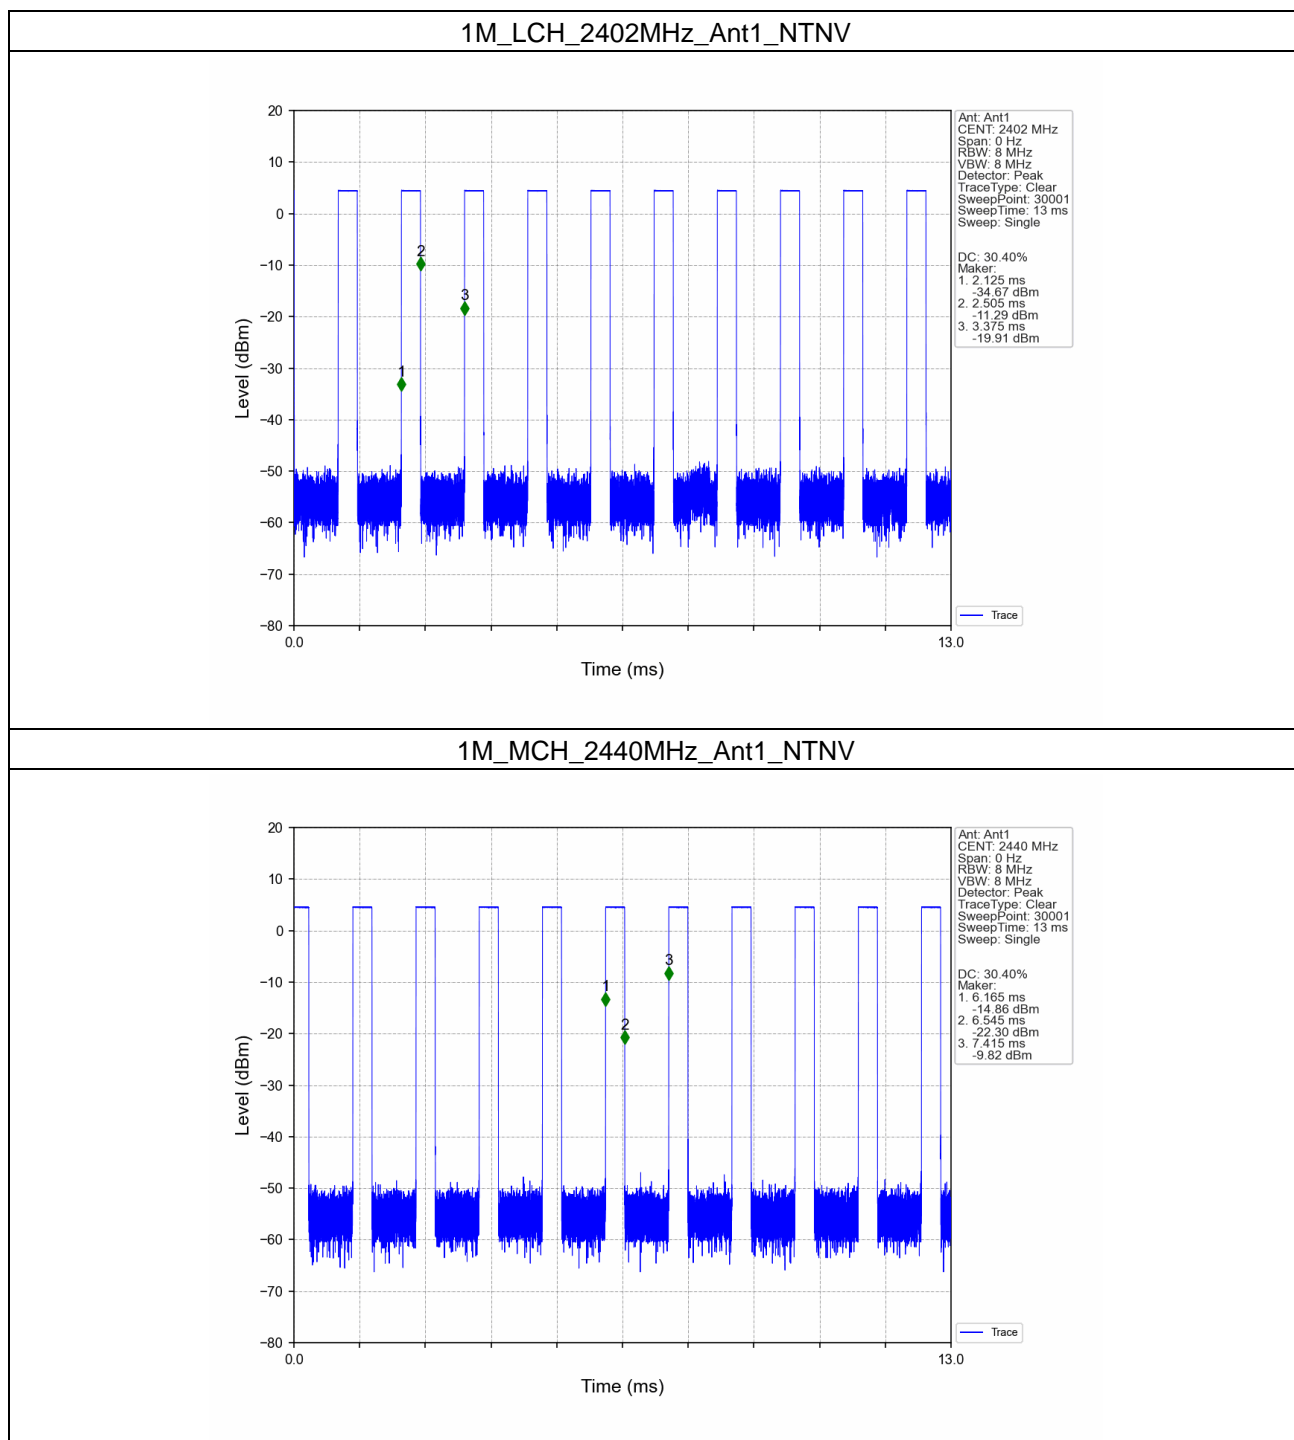 1M_LCH_2402MHz_Ant1_NTNV
20
10
0
−10
−20
−30
−40
−50
−60
−70
−80
Level (dBm)
0.0
13.0
Time (ms)
1
2
3
Ant: Ant1
CENT: 2402 MHz
Span: 0 Hz
RBW: 8 MHz
VBW: 8 MHz
Detector: Peak
TraceType: Clear
SweepPoint: 30001
SweepTime: 13 ms
Sweep: Single
DC: 30.40%
Maker:
1. 2.125 ms
-34.67 dBm
2. 2.505 ms
-11.29 dBm
3. 3.375 ms
-19.91 dBm
Trace
1M_MCH_2440MHz_Ant1_NTNV
20
10
0
−10
−20
−30
−40
−50
−60
−70
−80
Level (dBm)
0.0
13.0
Time (ms)
1
2
3
Ant: Ant1
CENT: 2440 MHz
Span: 0 Hz
RBW: 8 MHz
VBW: 8 MHz
Detector: Peak
TraceType: Clear
SweepPoint: 30001
SweepTime: 13 ms
Sweep: Single
DC: 30.40%
Maker:
1. 6.165 ms
-14.86 dBm
2. 6.545 ms
-22.30 dBm
3. 7.415 ms
-9.82 dBm
Trace